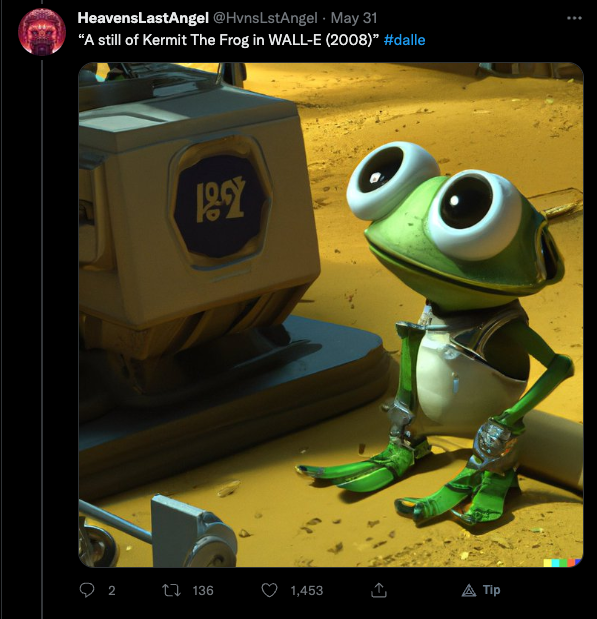 HeavensLastAngel @HvnsLstAngel · May 31
“A still of Kermit The Frog in WALL-E (2008)” #dalle
2 136 1,453 Tip